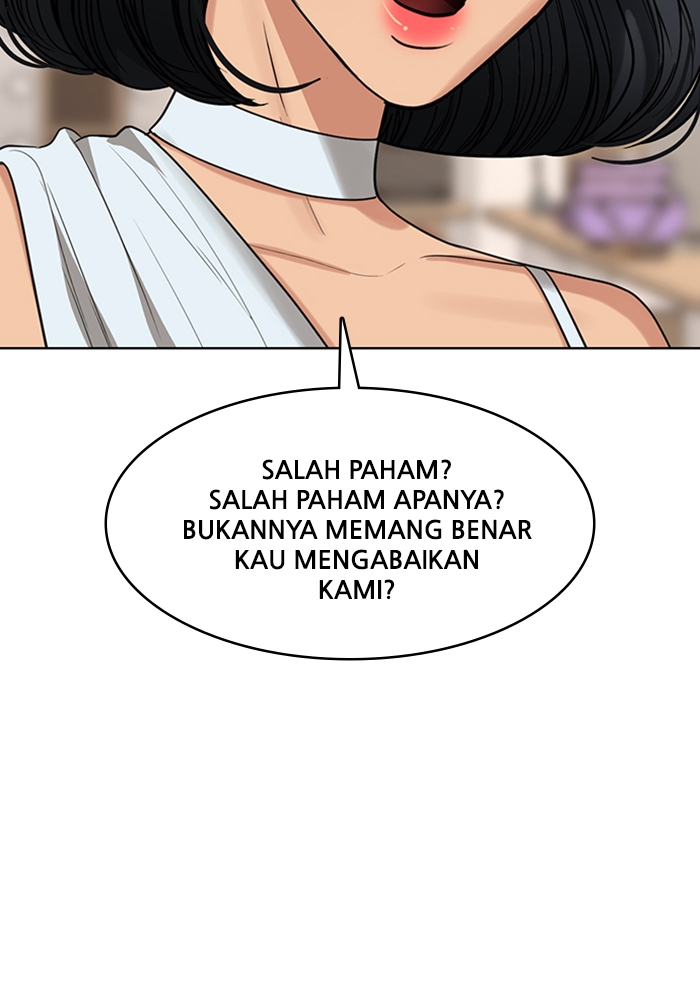 SALAH PAHAM?
SALAH PAHAM APANYA?
BUKANNYA MEMANG BENAR
KAU MENGABAIKAN
KAMI?